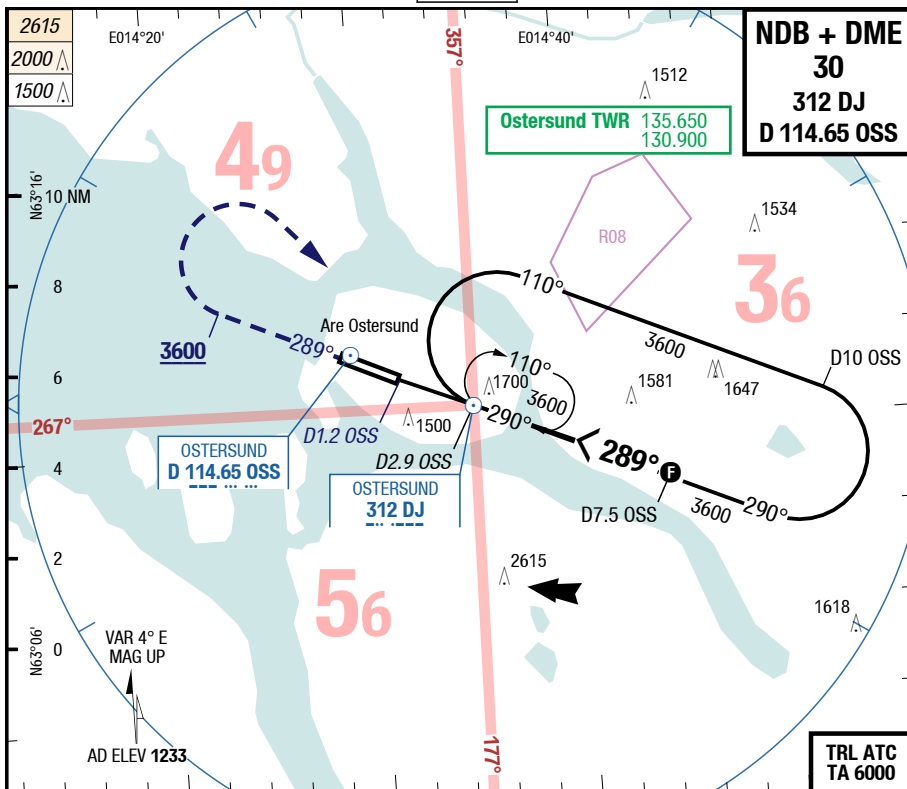 2615
2000
1500
E014°20'
357°
E014°40'
NDB + DME
30
312 DJ
D 114.65 OSS
Ostersund TWR 135.650
130.900
1512
49
N63°16'
10 NM
R08
1534
36
8
110°
3600
289°
Are Ostersund
3600
D10 OSS
6
1700
110°
3600
1581
1647
267°
D1.2 OSS
1500
290°
D2.9 OSS
289°
F
OSTERSUND
D 114.65 OSS
4
OSTERSUND
312 DJ
D7.5 OSS
3600
290°
2
2615
56
1618
N63°06'
0
VAR 4° E
MAG UP
AD ELEV 1233
177°
TRL ATC
TA 6000